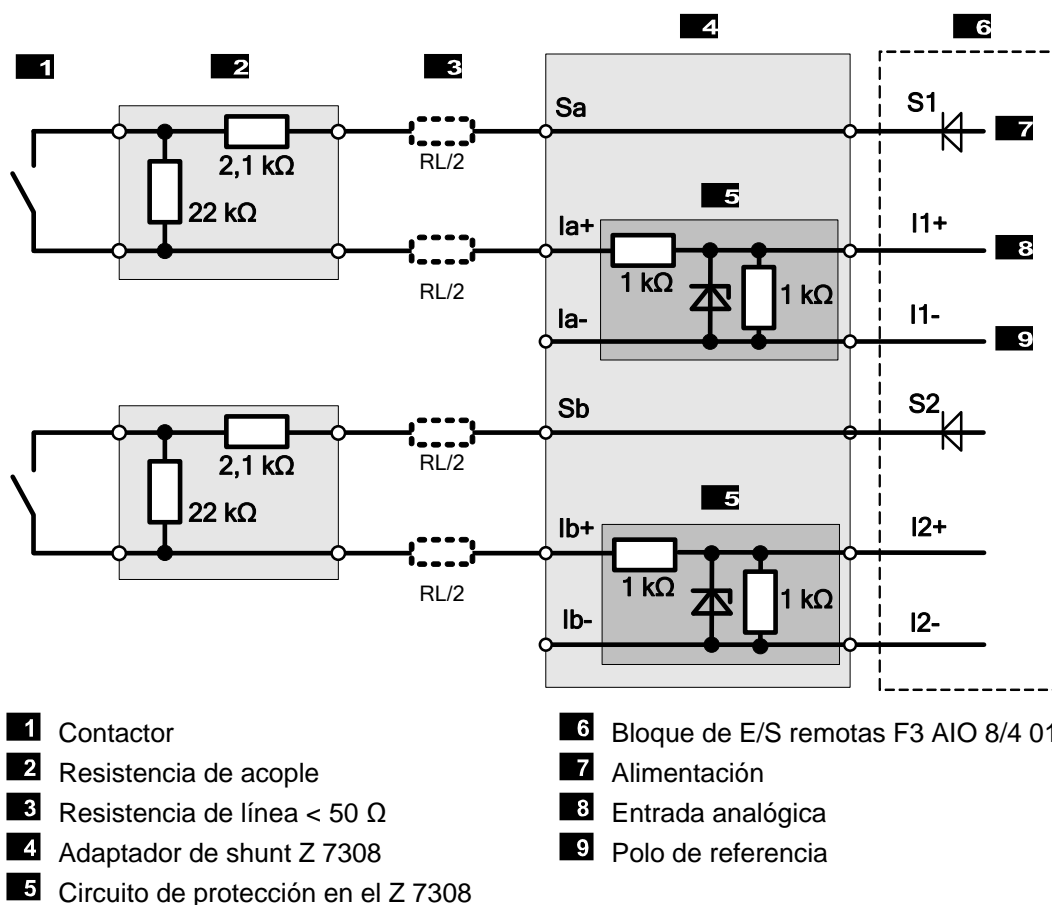 4 6
1 2 3
Sa S1
7
2,1 kΩ RL/2
5
22 kΩ Ia+ I1+
8
RL/2 1 kΩ 1 kΩ
Ia- I1-
9
Sb S2
2,1 kΩ RL/2
5
22 kΩ
Ib+ I2+
RL/2 1 kΩ 1 kΩ
Ib- I2-
1 Contactor
2 Resistencia de acople
3 Resistencia de línea < 50 Ω
4 Adaptador de shunt Z 7308
5 Circuito de protección en el Z 7308
6 Bloque de E/S remotas F3 AIO 8/4 01
7 Alimentación
8 Entrada analógica
9 Polo de referencia